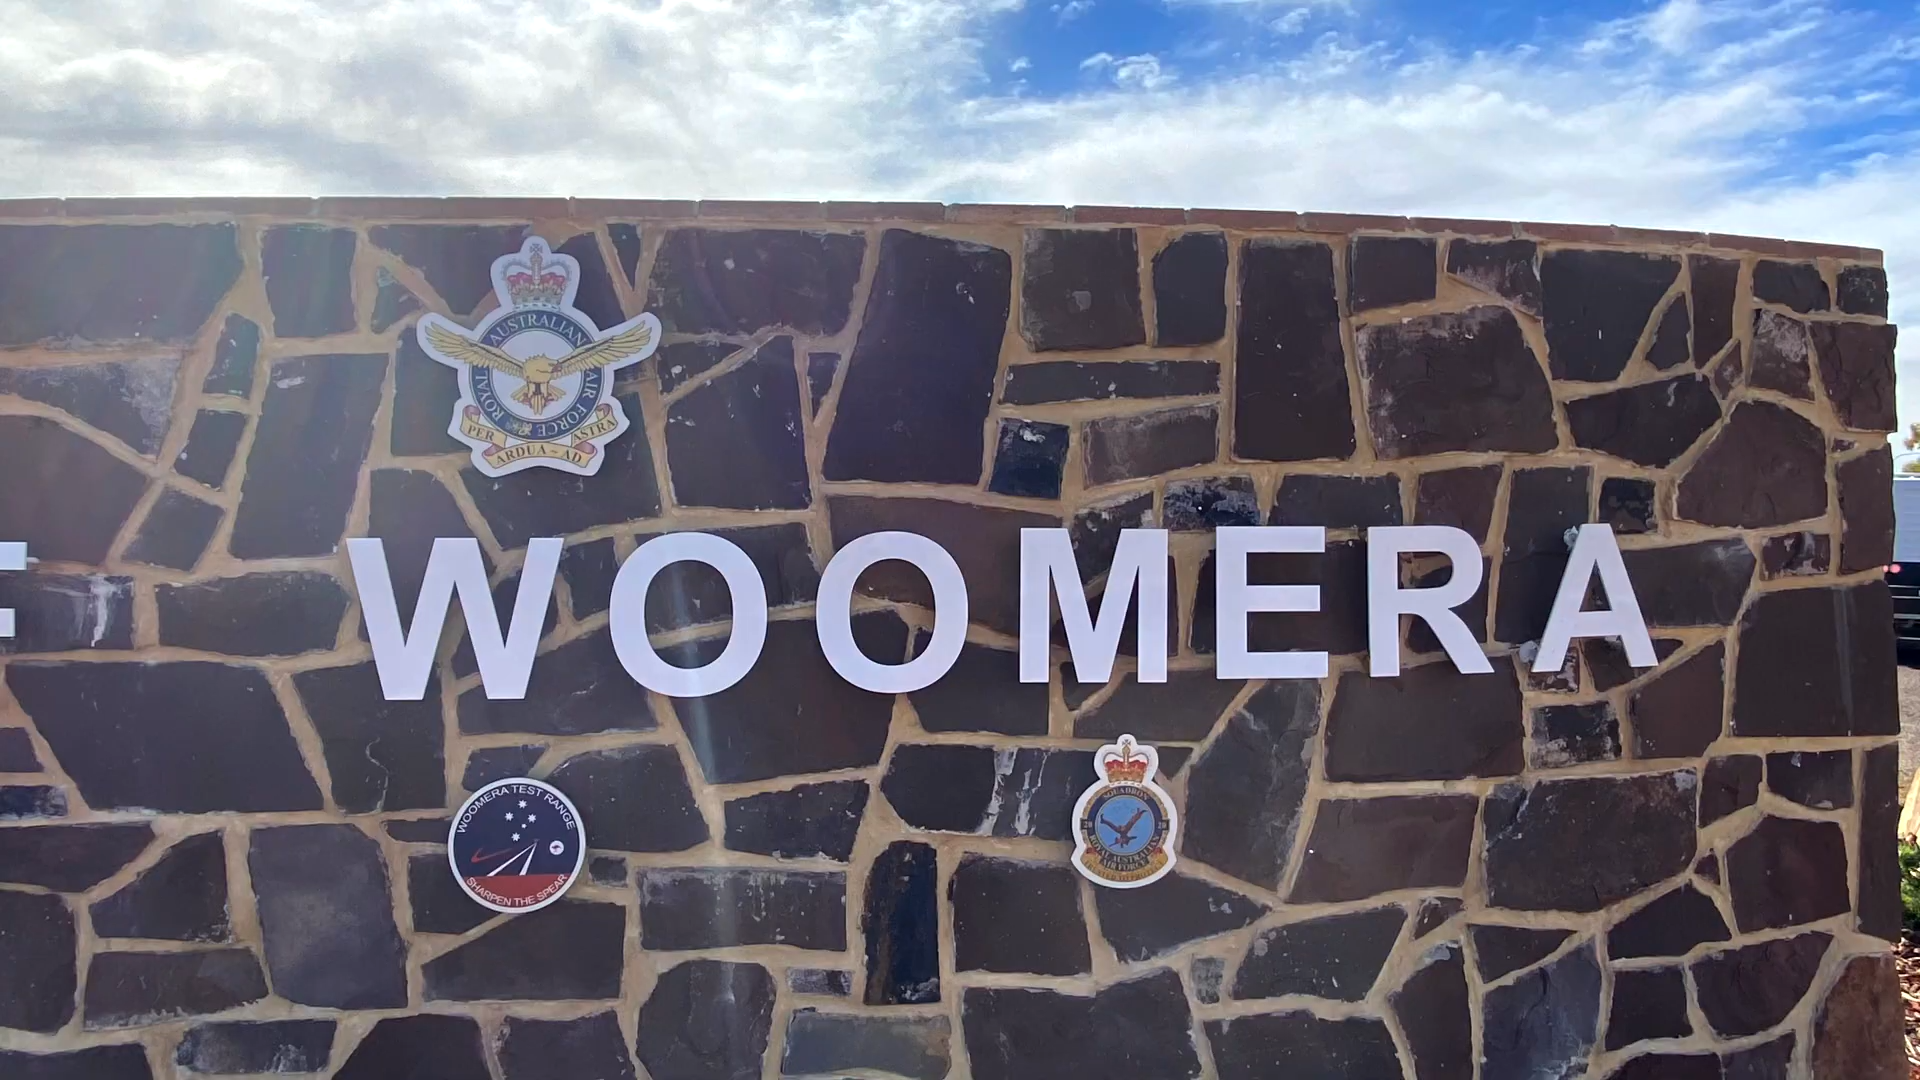 AUSTRALIAN
ROYAL AIR FORCE
PER ASTRA
ARDUA - AD
WOOMERA
WOOMERA TEST RANGE
SHARPEN THE SPEAR
SQUADRON
ROYAL AUSTRALIAN
AIR FORCE